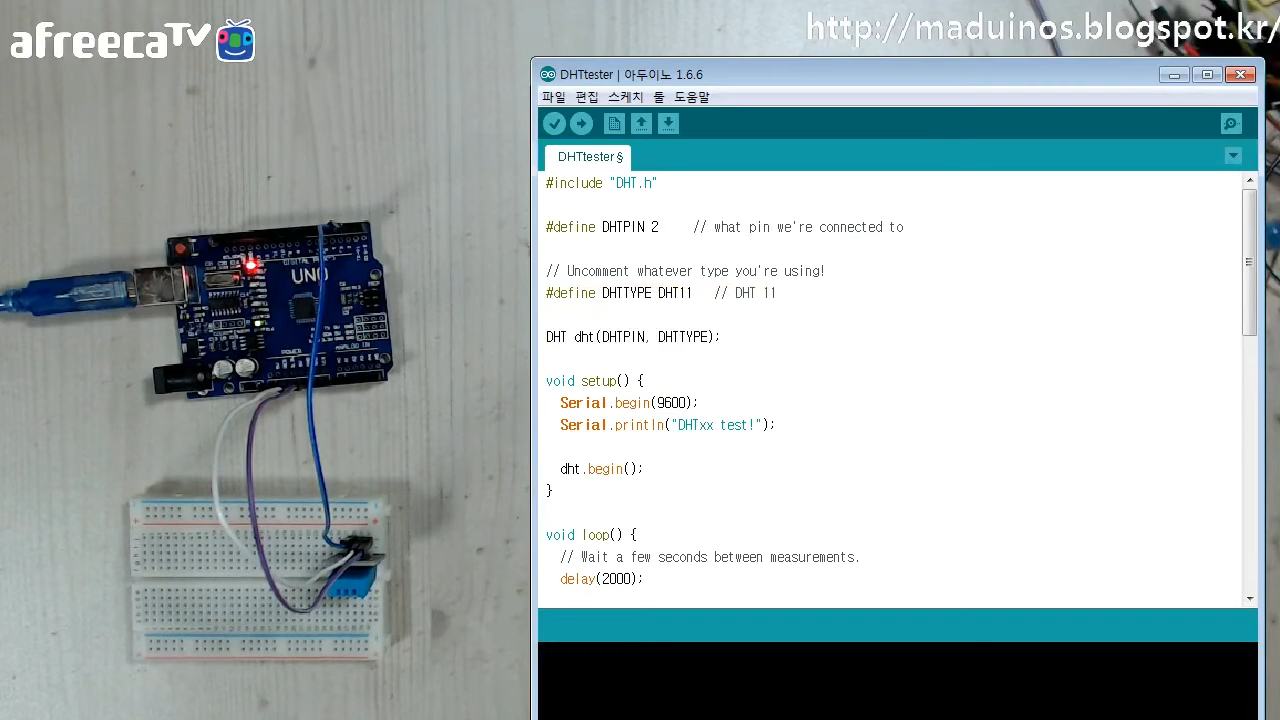 afreecaTV
http://maduinos.blogspot.kr/
DHTtester | 아두이노 1.6.6
파일 편집 스케치 툴 도움말
DHTtester §
#include "DHT.h"
#define DHTPIN 2 // what pin we're connected to
// Uncomment whatever type you're using!
#define DHTTYPE DHT11 // DHT 11
DHT dht(DHTPIN, DHTTYPE);
void setup() {
Serial.begin(9600);
Serial.println("DHTxx test!");
dht.begin();
}
void loop() {
// Wait a few seconds between measurements.
delay(2000);
UNO
POWER